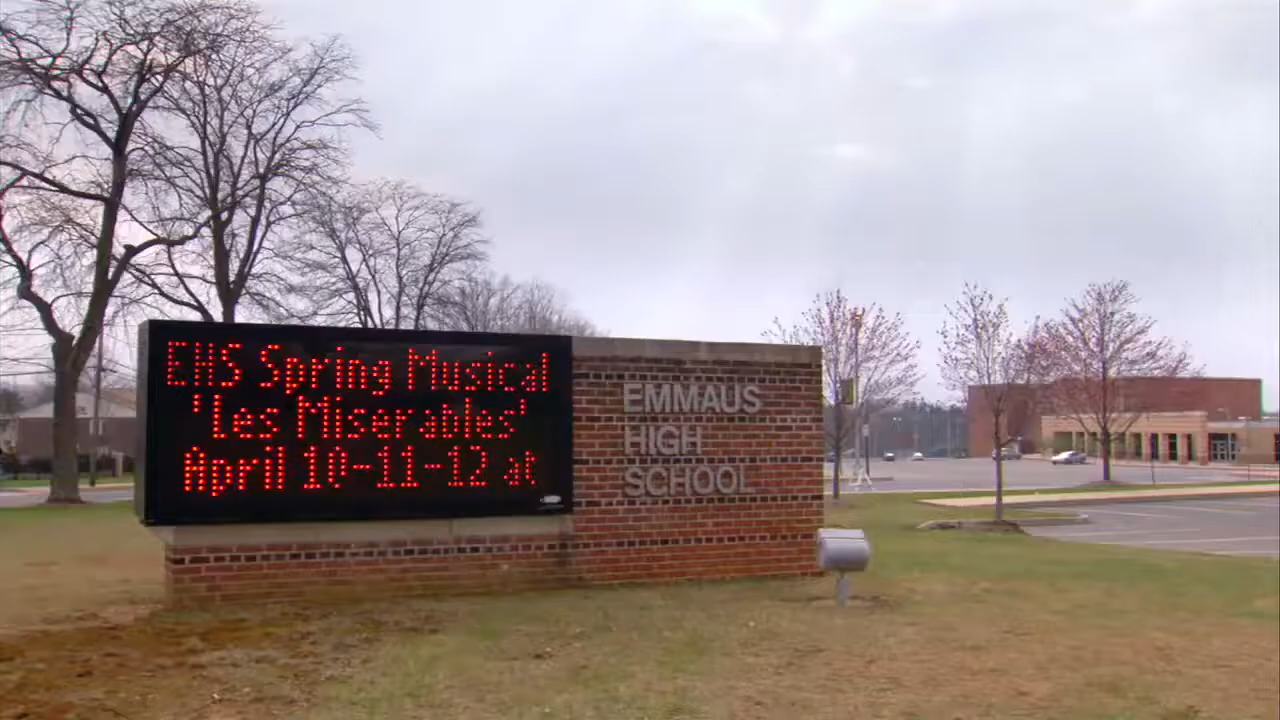 EHS Spring Musical
'Les Miserables'
April 10-11-12 at
EMMAUS
HIGH
SCHOOL